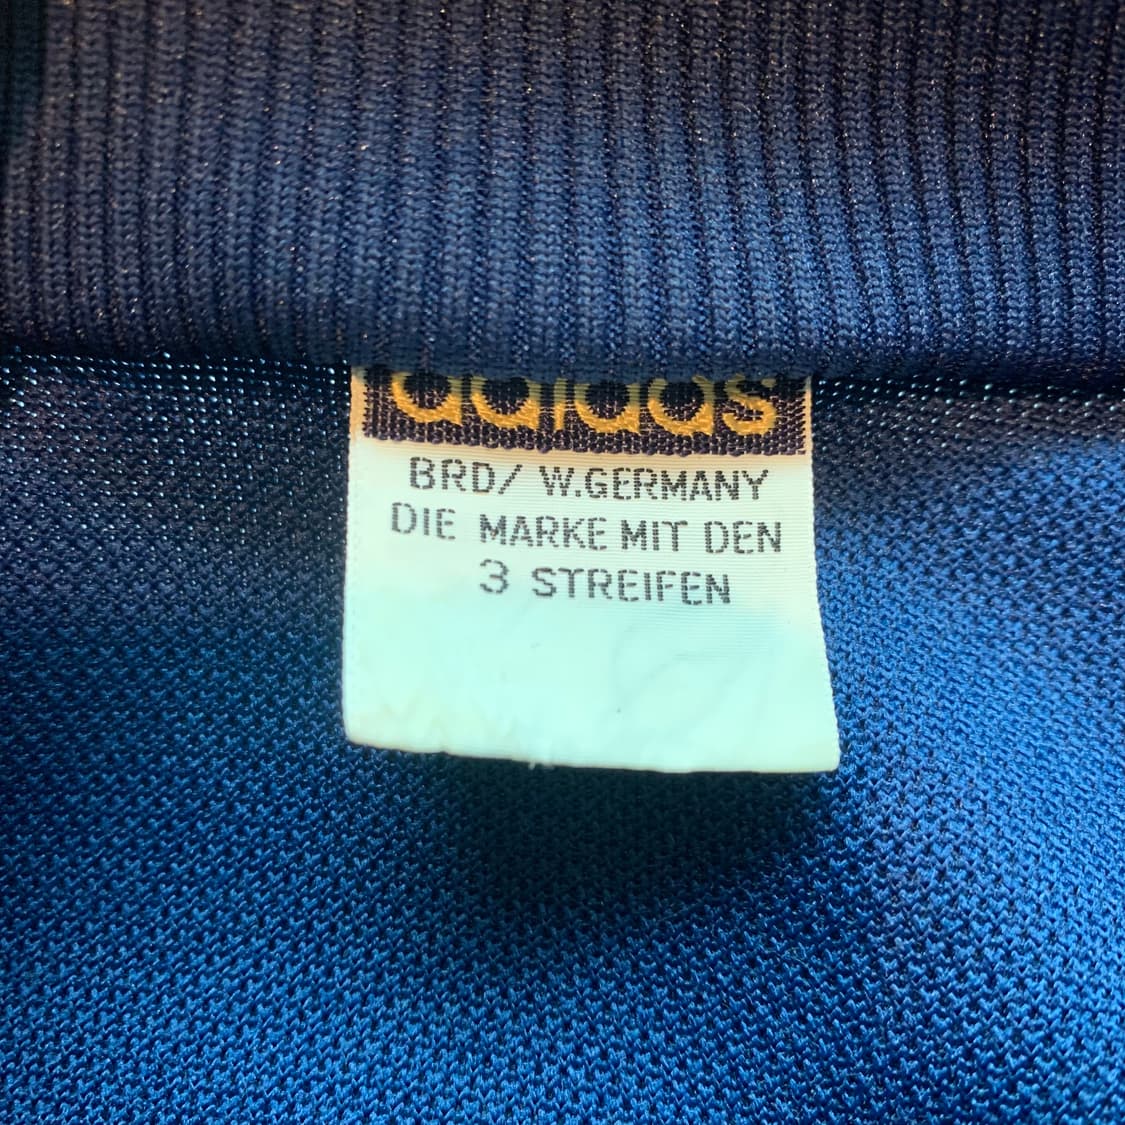 adidas
BRD/ W.GERMANY
DIE MARKE MIT DEN
3 STREIFEN